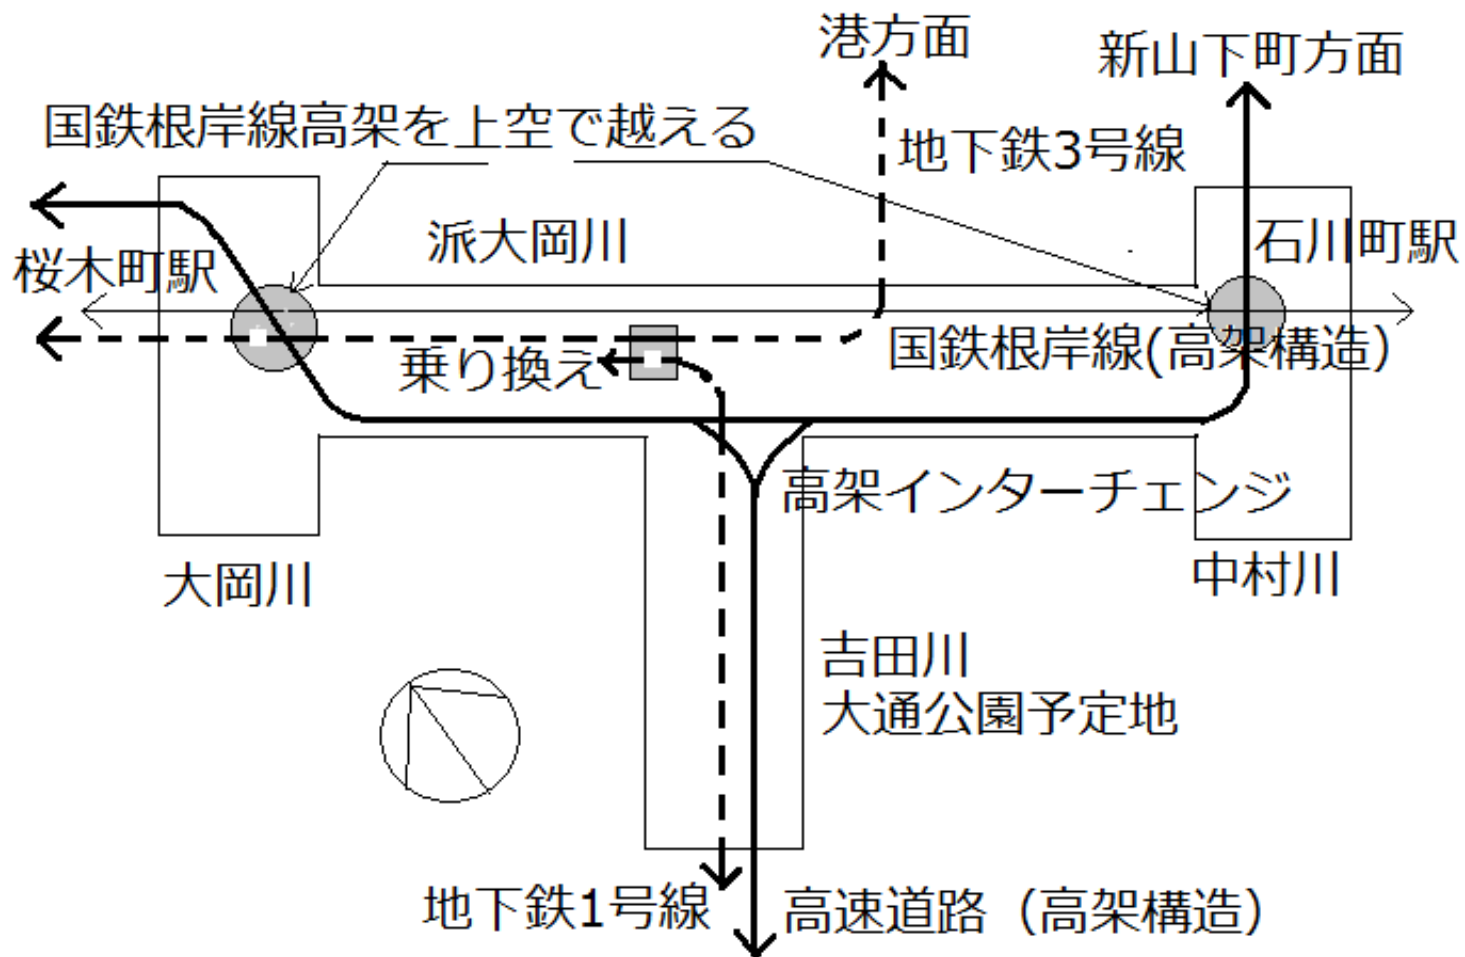 港方面
新山下町方面
国鉄根岸線高架を上空で越える
地下鉄3号線
派大岡川
石川町駅
桜木町駅
国鉄根岸線(高架構造)
乗り換え
高架インターチェンジ
大岡川
中村川
吉田川
大通公園予定地
地下鉄1号線
高速道路（高架構造）